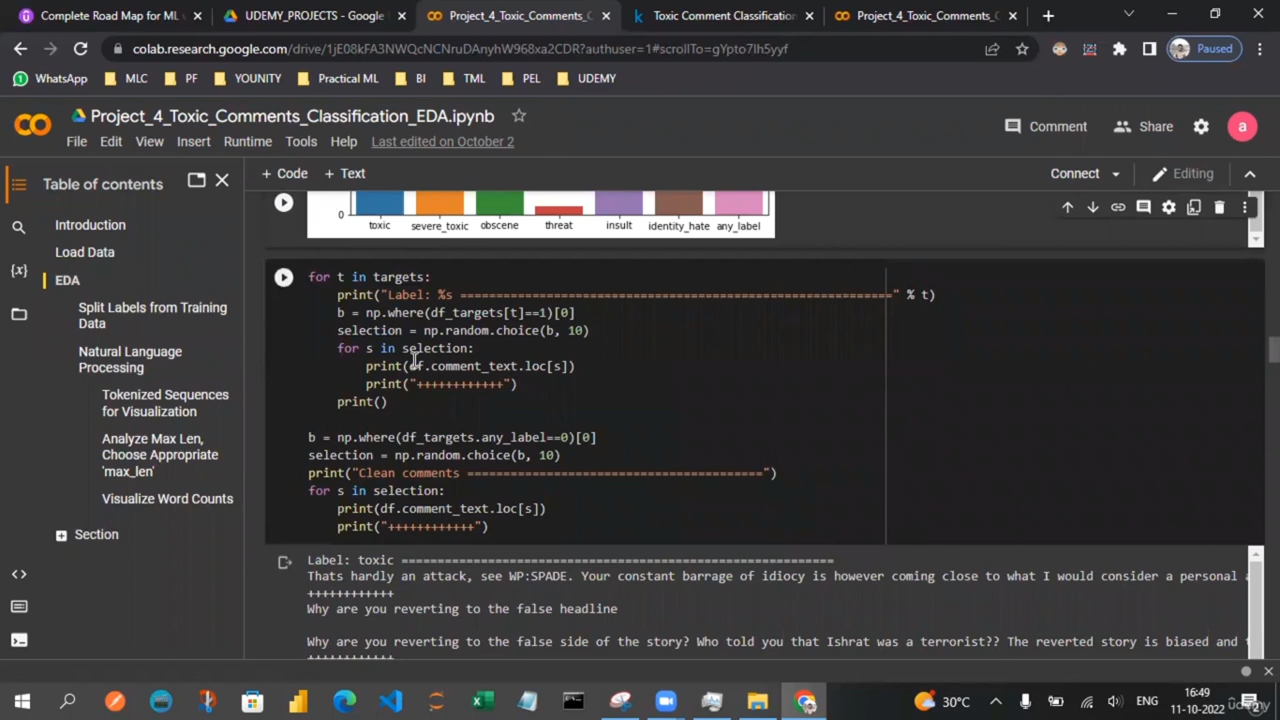 Complete Road Map for ML v
UDEMY_PROJECTS - Google
Project_4_Toxic_Comments_C
Toxic Comment Classification
Project_4_Toxic_Comments_C
colab.research.google.com/drive/1jE08kFA3NWQcNCNruDAnyhW968xa2CDR?authuser=1#scrollTo=gYpto7Ih5yyf
Paused
WhatsApp MLC PF YOUNITY Practical ML BI TML PEL UDEMY
Project_4_Toxic_Comments_Classification_EDA.ipynb
Comment Share a
File Edit View Insert Runtime Tools Help Last edited on October 2
Table of contents
+ Code + Text
Connect Editing
Introduction
Load Data
EDA
Split Labels from Training
Data
Natural Language
Processing
Tokenized Sequences
for Visualization
Analyze Max Len,
Choose Appropriate
'max_len'
Visualize Word Counts
Section
0
toxic severe_toxic obscene threat insult identity_hate any_label
for t in targets:
print("Label: %s ============================================================" % t)
b = np.where(df_targets[t]==1)[0]
selection = np.random.choice(b, 10)
for s in selection:
print(df.comment_text.loc[s])
print("++++++++++++")
print()
b = np.where(df_targets.any_label==0)[0]
selection = np.random.choice(b, 10)
print("Clean comments =========================================")
for s in selection:
print(df.comment_text.loc[s])
print("++++++++++++")
Label: toxic ============================================================
Thats hardly an attack, see WP:SPADE. Your constant barrage of idiocy is however coming close to what I would consider a personal a
++++++++++++
Why are you reverting to the false headline
Why are you reverting to the false side of the story? Who told you that Ishrat was a terrorist?? The reverted story is biased and t
++++++++++++
30°C
ENG
16:49
11-10-2022
udemy